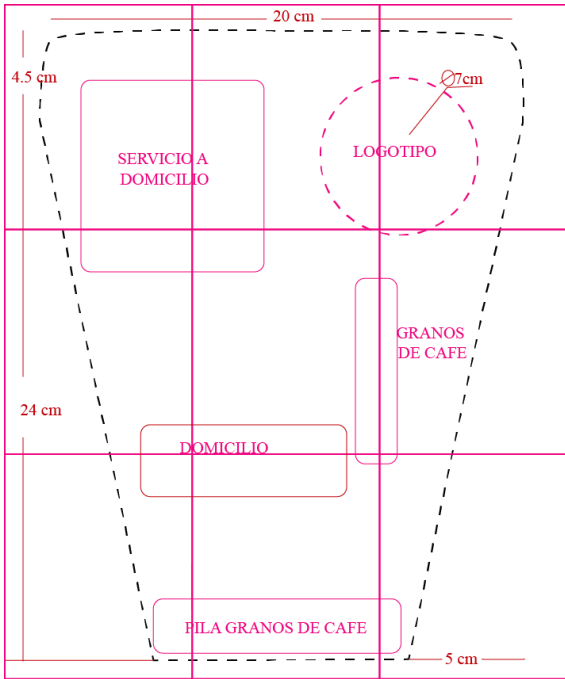 20 cm
4.5 cm
7cm
SERVICIO A
DOMICILIO
LOGOTIPO
GRANOS
DE CAFE
24 cm
DOMICILIO
PILA GRANOS DE CAFE
5 cm